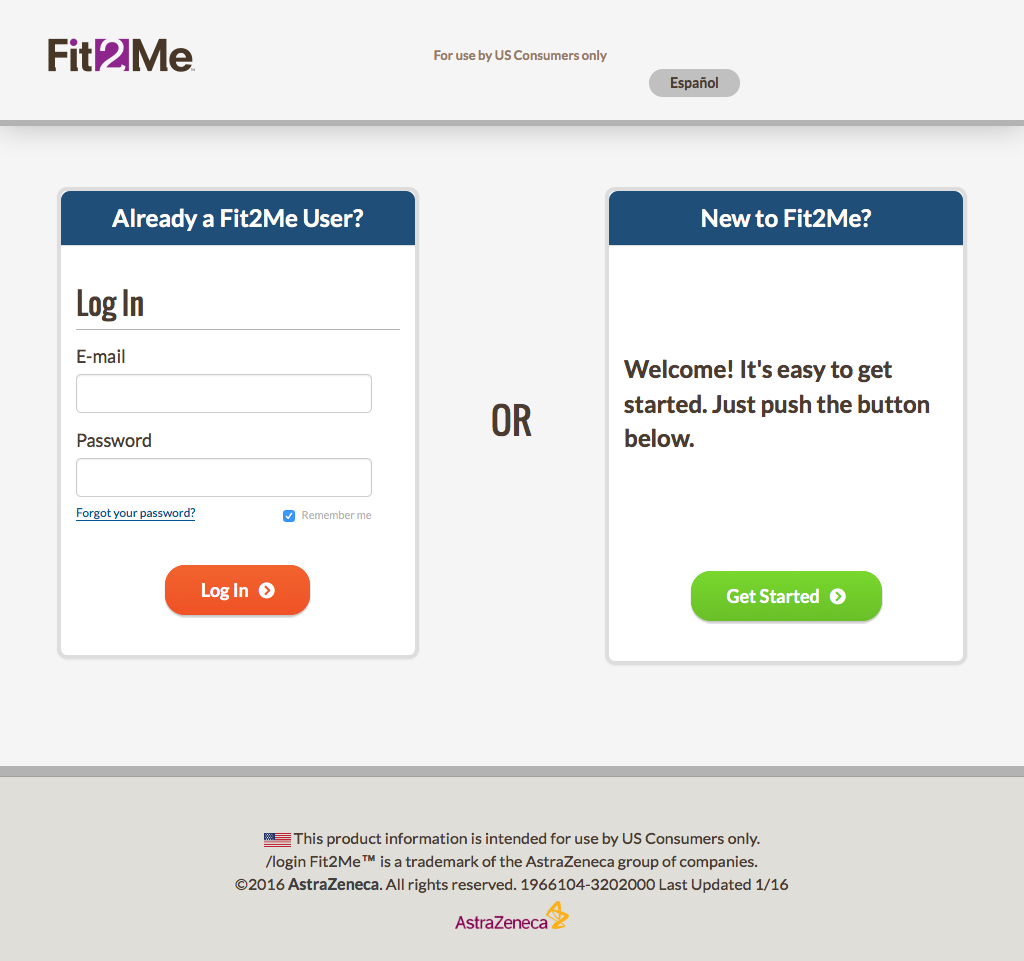 Fit2Me
For use by US Consumers only
Español
Already a Fit2Me User?
Log In
E-mail
Password
Forgot your password?
Remember me
Log In
OR
New to Fit2Me?
Welcome! It's easy to get
started. Just push the button
below.
Get Started
This product information is intended for use by US Consumers only.
/login Fit2Me™ is a trademark of the AstraZeneca group of companies.
©2016 AstraZeneca. All rights reserved. 1966104-3202000 Last Updated 1/16
AstraZeneca